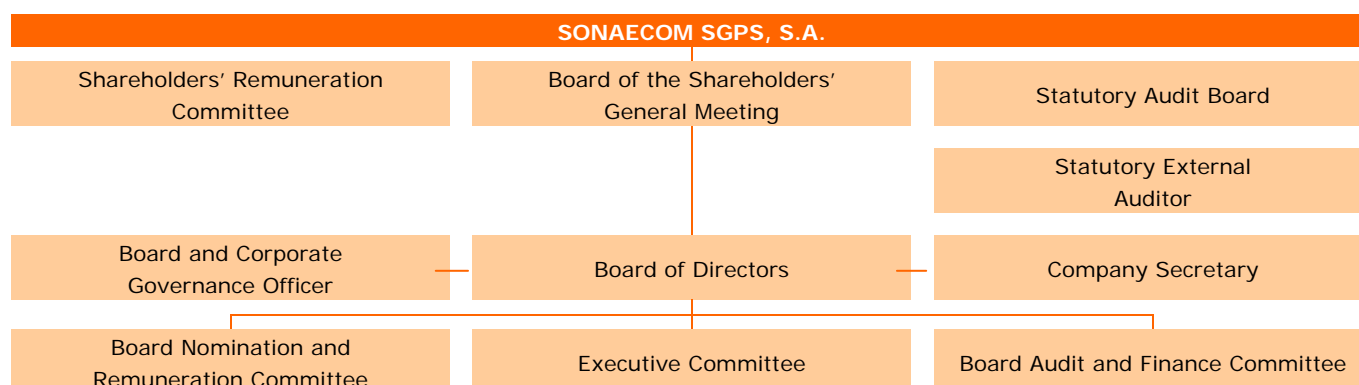 SONAECOM SGPS, S.A.
Shareholders' Remuneration
Committee
Board of the Shareholders'
General Meeting
Statutory Audit Board
Statutory External
Auditor
Board and Corporate
Governance Officer
Board of Directors
Company Secretary
Board Nomination and
Remuneration Committee
Executive Committee
Board Audit and Finance Committee